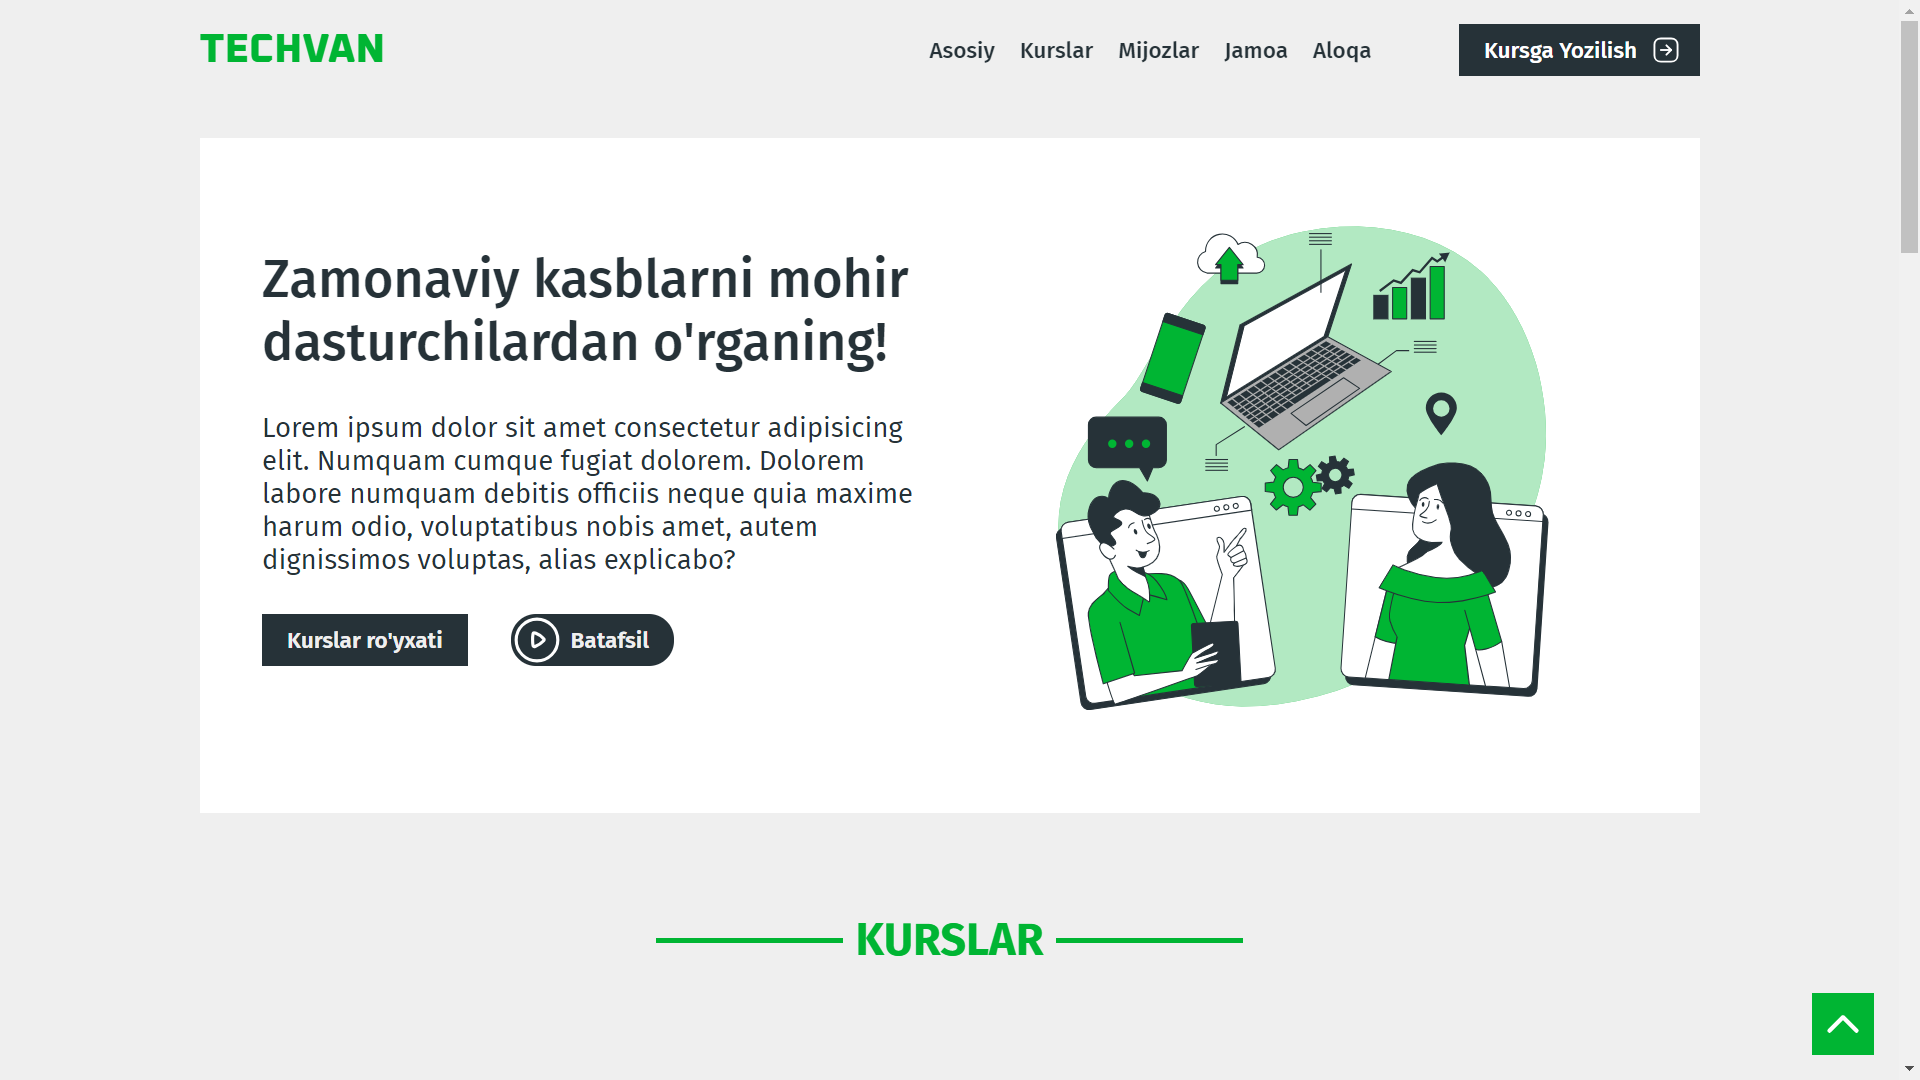 TECHVAN
Asosiy Kurslar Mijozlar Jamoa Aloqa
Kursga Yozilish
Zamonaviy kasblarni mohir
dasturchilardan o'rganing!
Lorem ipsum dolor sit amet consectetur adipisicing
elit. Numquam cumque fugiat dolorem. Dolorem
labore numquam debitis officiis neque quia maxime
harum odio, voluptatibus nobis amet, autem
dignissimos voluptas, alias explicabo?
Kurslar ro'yxati
Batafsil
KURSLAR